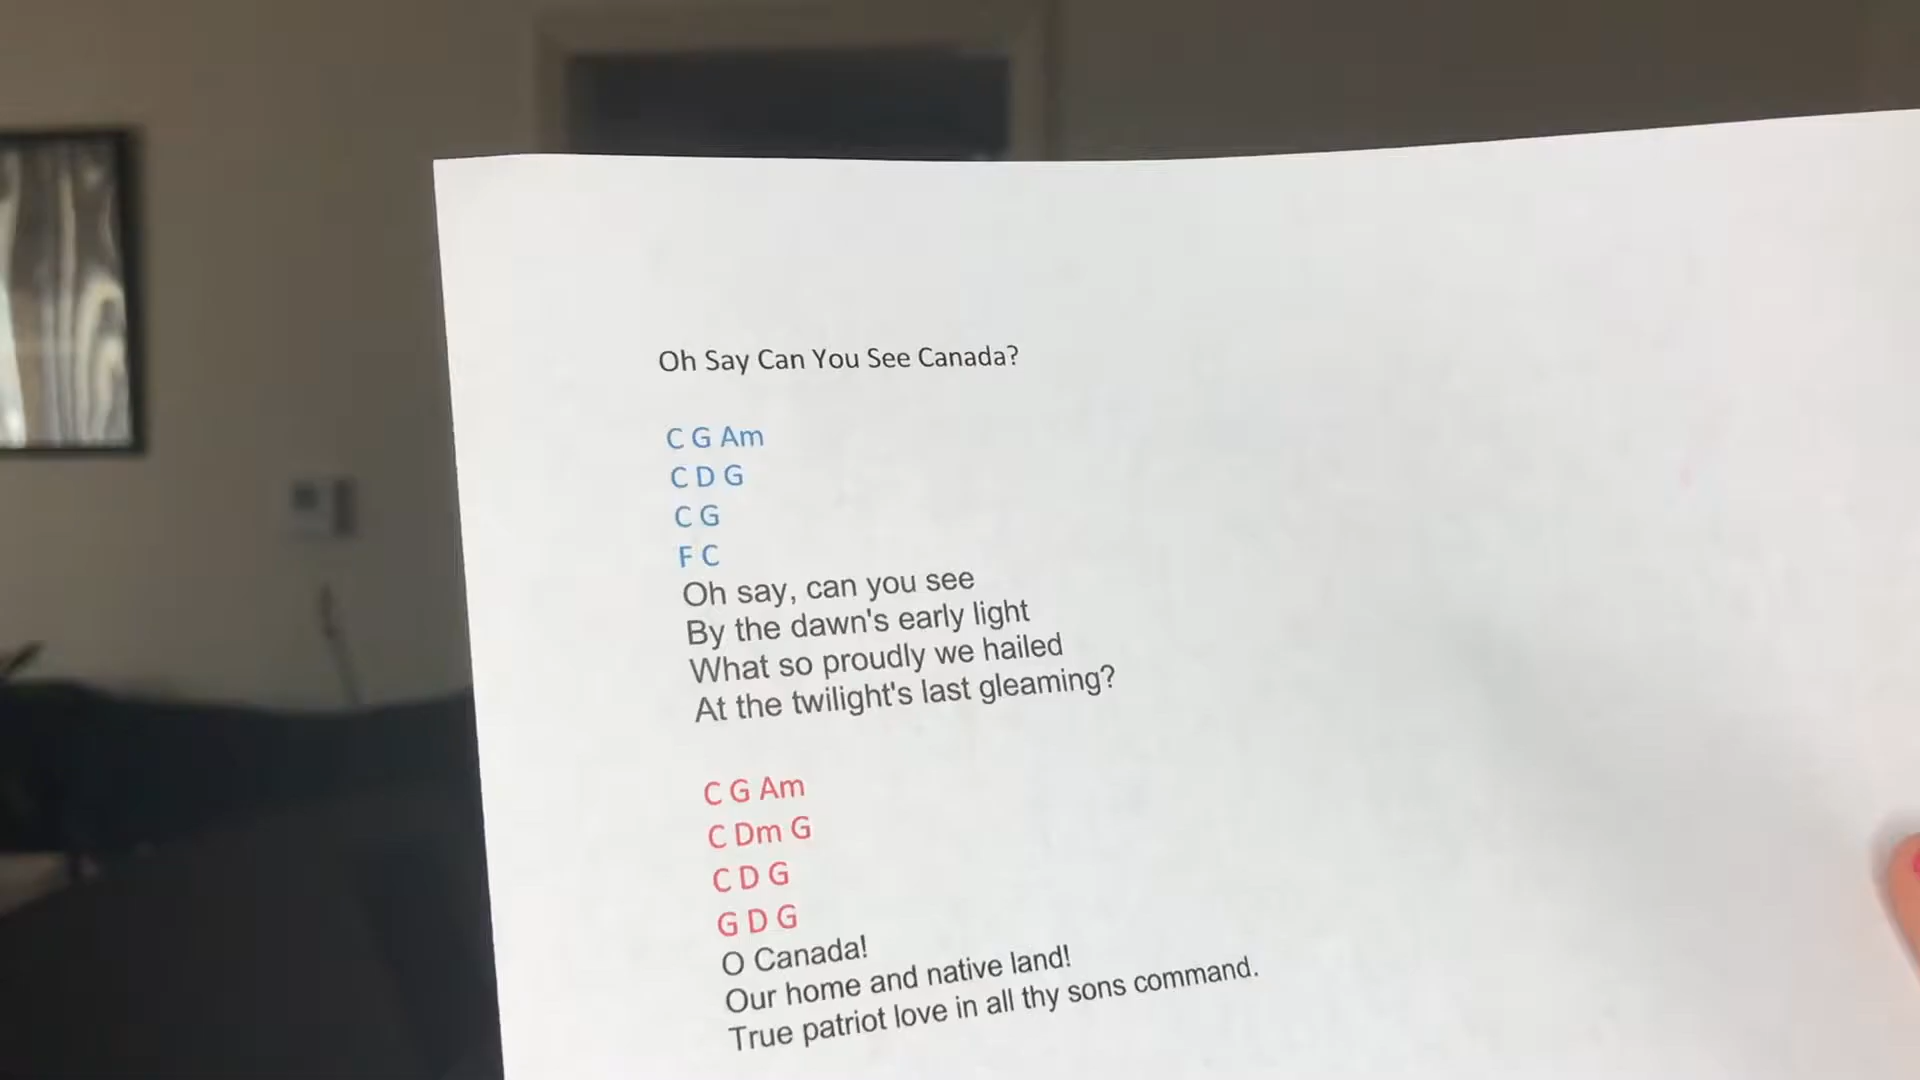 Oh Say Can You See Canada?
C G Am
C D G
C G
F C
Oh say, can you see
By the dawn's early light
What so proudly we hailed
At the twilight's last gleaming?
C G Am
C Dm G
C D G
G D G
O Canada!
Our home and native land!
True patriot love in all thy sons command.